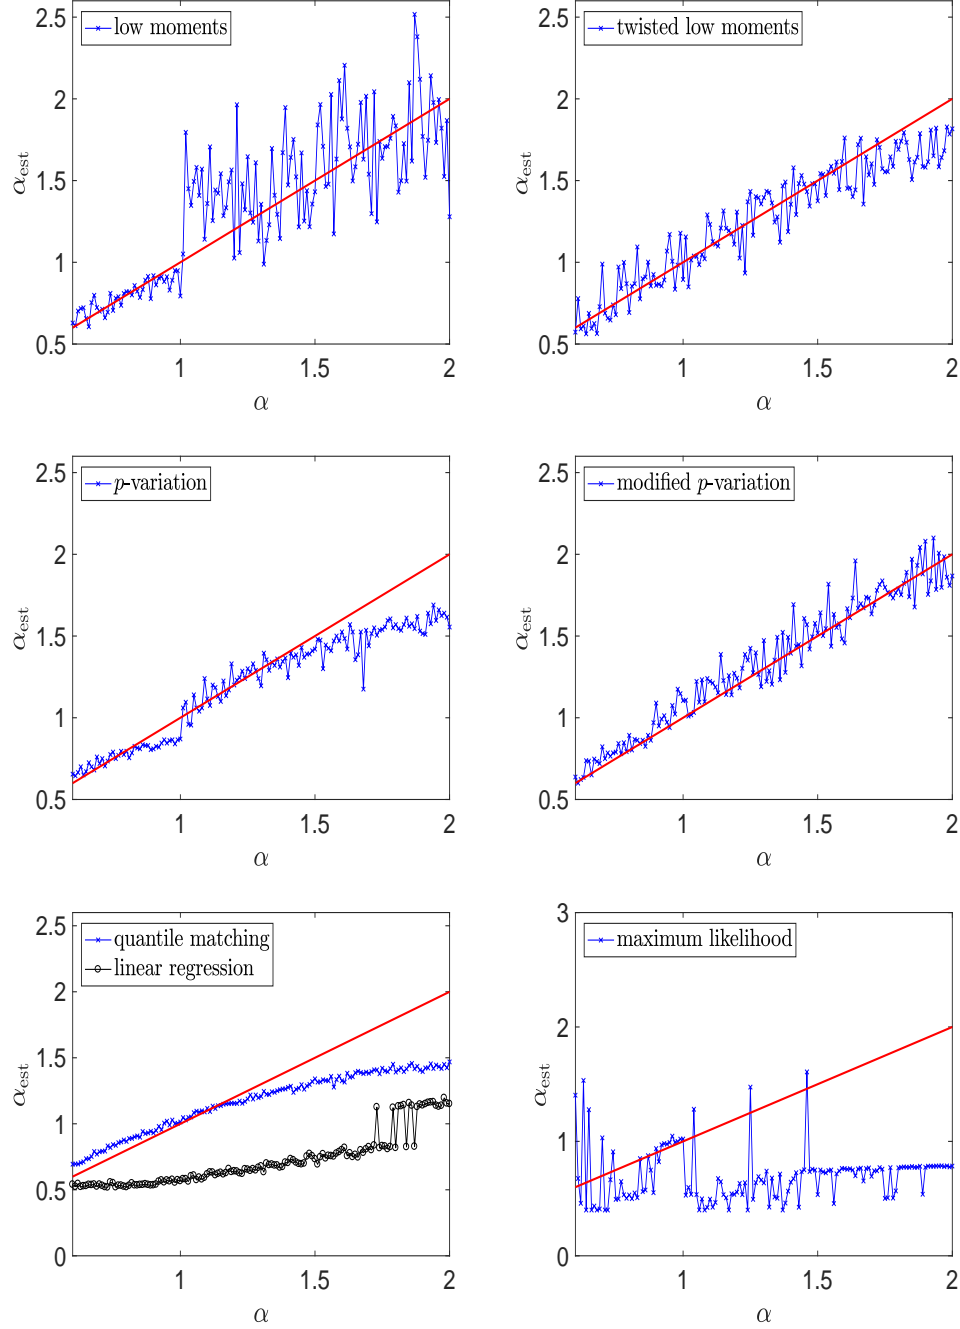 low moments
2.5
2
1.5
1
0.5
α_est
1
1.5
2
α
twisted low moments
2.5
2
1.5
1
0.5
α_est
1
1.5
2
α
p-variation
2.5
2
1.5
1
0.5
α_est
1
1.5
2
α
modified p-variation
2.5
2
1.5
1
0.5
α_est
1
1.5
2
α
quantile matching
linear regression
2.5
2
1.5
1
0.5
0
α_est
1
1.5
2
α
maximum likelihood
3
2
1
0
α_est
1
1.5
2
α